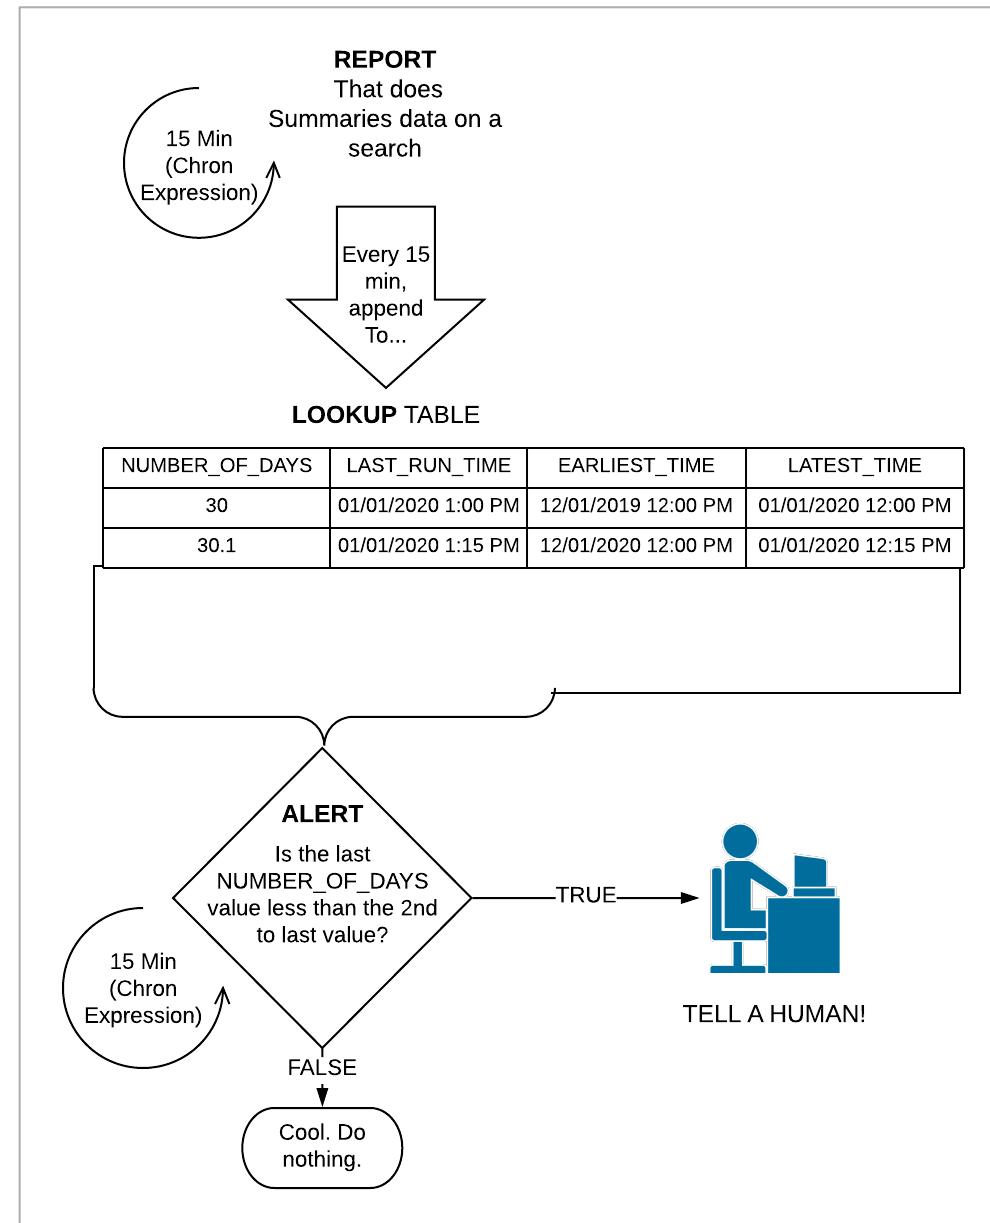 REPORT
That does
Summaries data on a
search
15 Min
(Chron
Expression)
Every 15
min,
append
To...
LOOKUP TABLE
NUMBER_OF_DAYS LAST_RUN_TIME EARLIEST_TIME LATEST_TIME
30 01/01/2020 1:00 PM 12/01/2019 12:00 PM 01/01/2020 12:00 PM
30.1 01/01/2020 1:15 PM 12/01/2020 12:00 PM 01/01/2020 12:15 PM
ALERT
Is the last
NUMBER_OF_DAYS
value less than the 2nd
to last value?
TRUE
15 Min
(Chron
Expression)
TELL A HUMAN!
FALSE
Cool. Do
nothing.